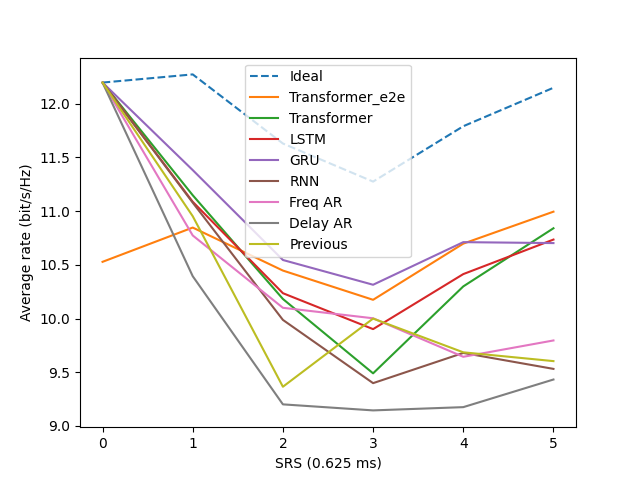 Ideal
Transformer_e2e
Transformer
LSTM
GRU
RNN
Freq AR
Delay AR
Previous
12.0
11.5
11.0
10.5
10.0
9.5
9.0
Average rate (bit/s/Hz)
0 1 2 3 4 5
SRS (0.625 ms)